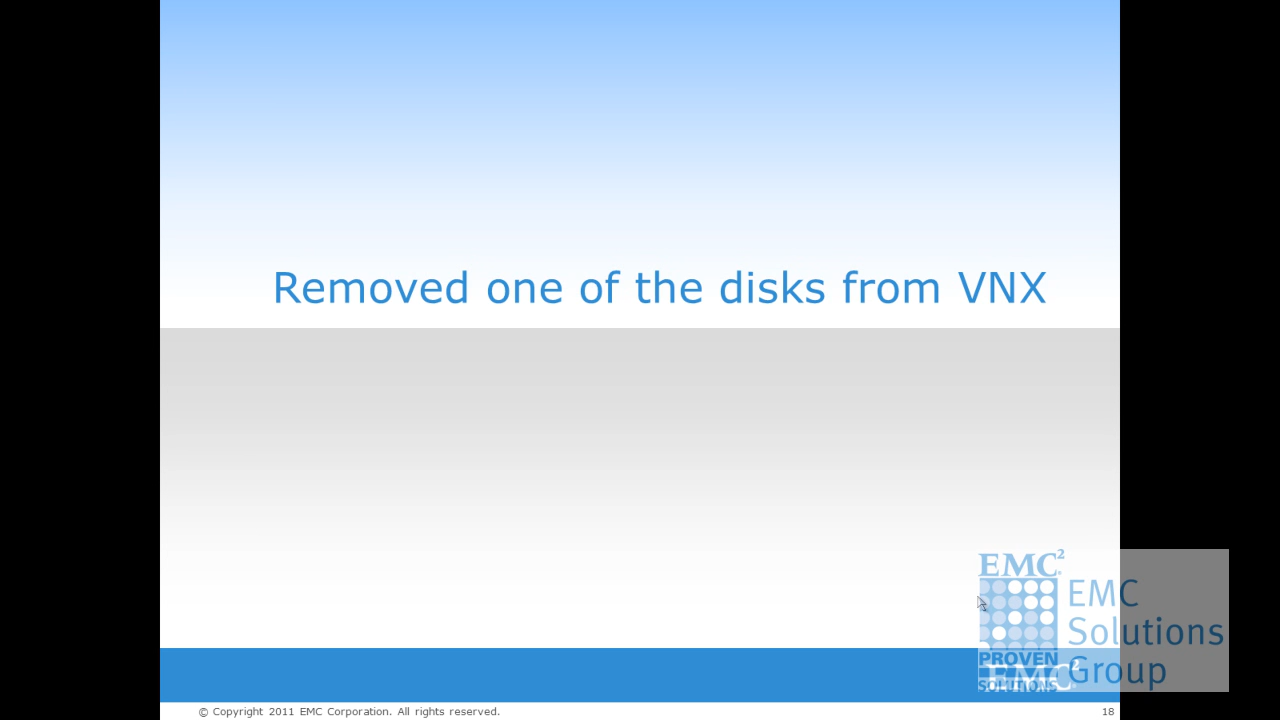 Removed one of the disks from VNX
EMC²
EMC
Solutions
Group
PROVEN
SOLUTIONS
EMC²
© Copyright 2011 EMC Corporation. All rights reserved.
18